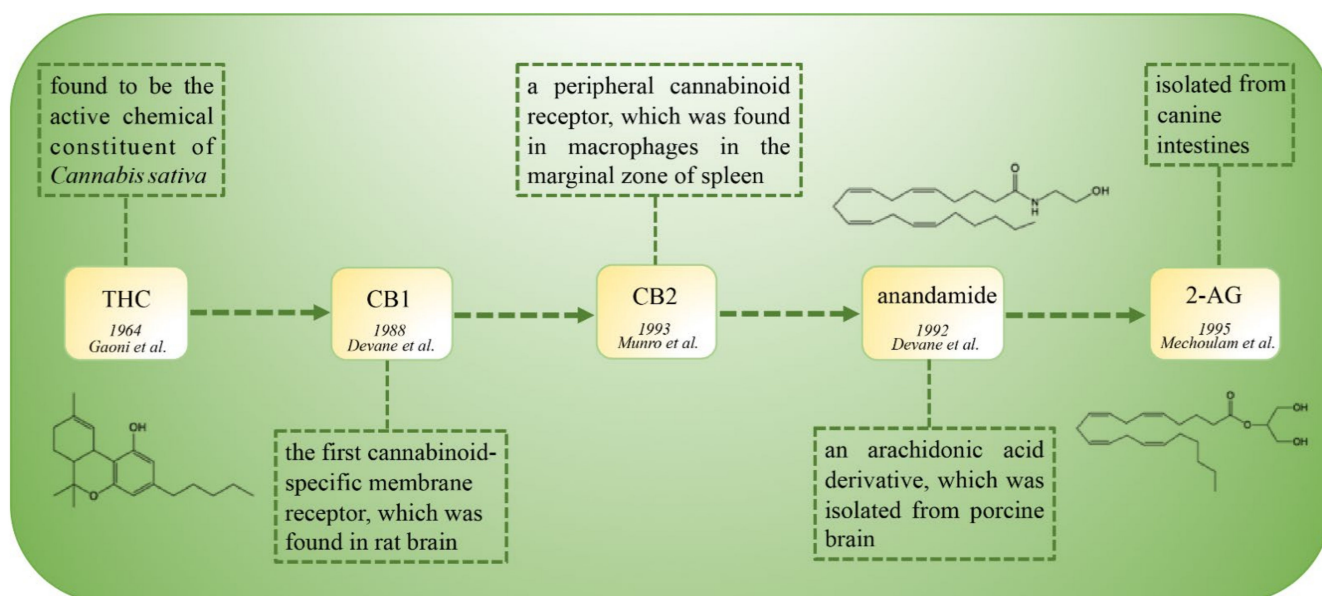 found to be the
active chemical
constituent of
Cannabis sativa
a peripheral cannabinoid
receptor, which was found
in macrophages in the
marginal zone of spleen
isolated from
canine
intestines
O
N
H
OH
THC
1964
Gaoni et al.
CB1
1988
Devane et al.
CB2
1993
Munro et al.
anandamide
1992
Devane et al.
2-AG
1995
Mechoulam et al.
OH
O
the first cannabinoid-
specific membrane
receptor, which was
found in rat brain
an arachidonic acid
derivative, which was
isolated from porcine
brain
O
O
OH
OH